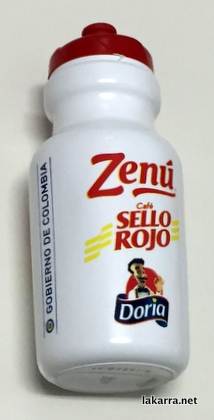 Zenú
Café
SELLO
ROJO
Doria
GOBIERNO DE COLOMBIA
lakarra.net